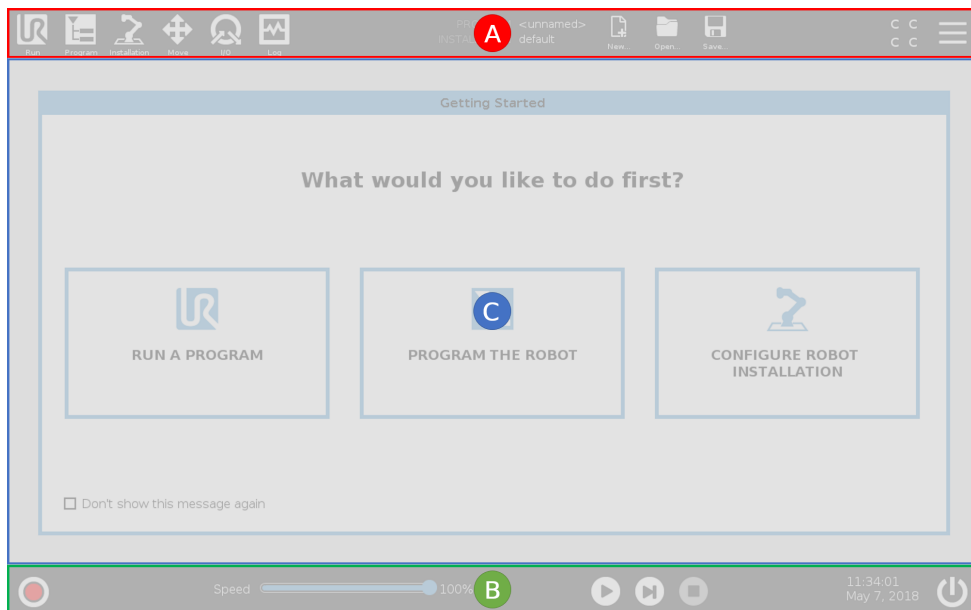 Run Program Installation Move I/O Log
PR
<unnamed>
INSTAL
default
New... Open... Save...
A
C C
C C
Getting Started
What would you like to do first?
C
RUN A PROGRAM
PROGRAM THE ROBOT
CONFIGURE ROBOT
INSTALLATION
Don't show this message again
Speed
100%
B
11:34:01
May 7, 2018